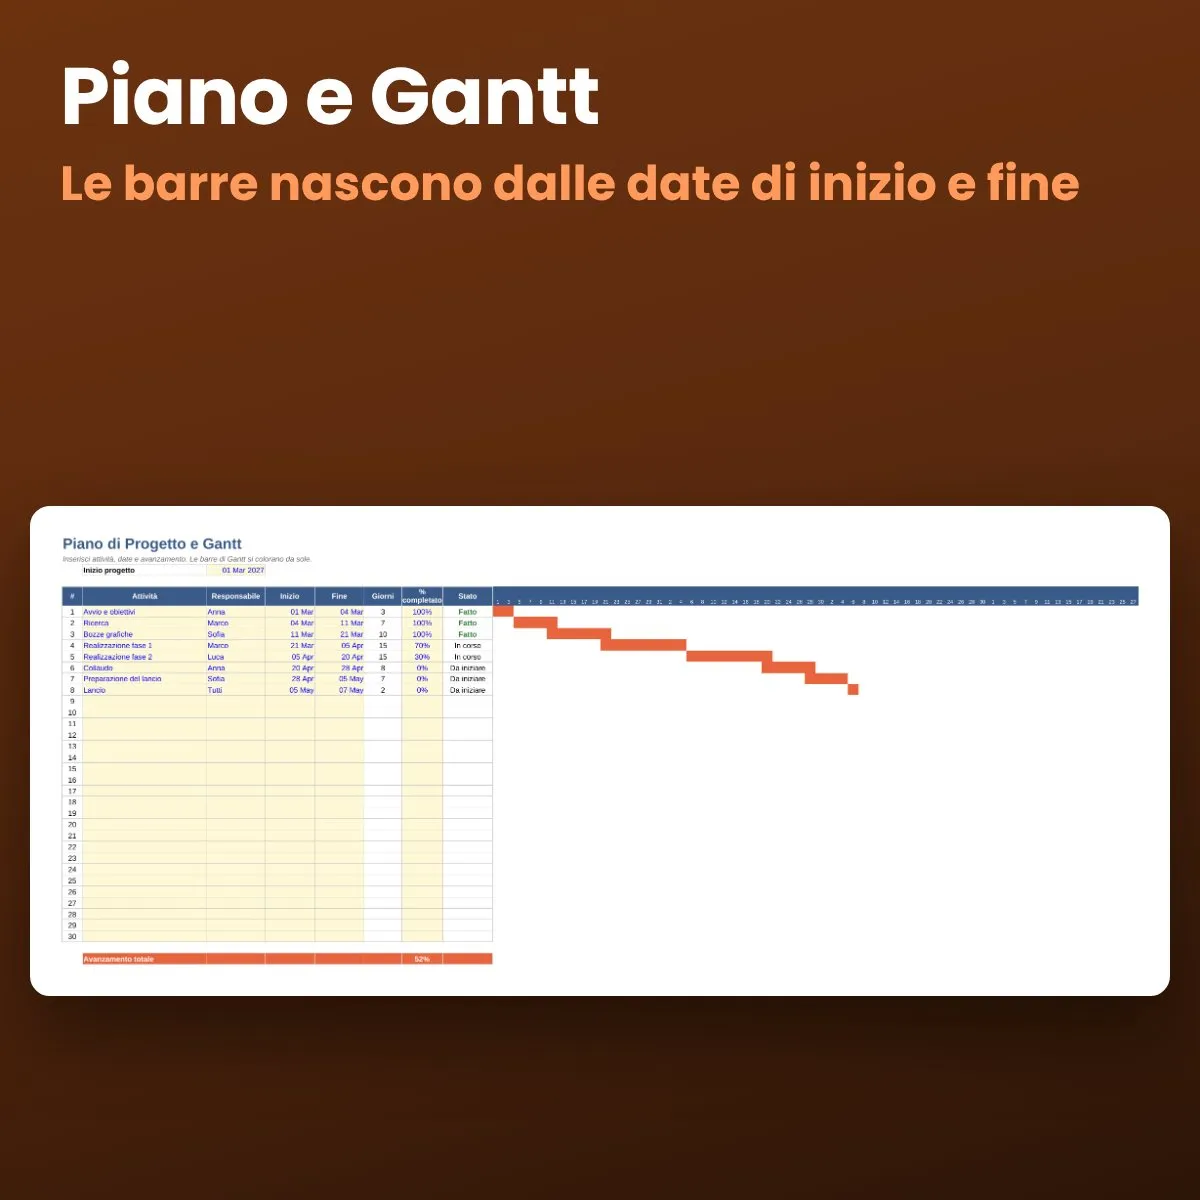 Piano e Gantt
Le barre nascono dalle date di inizio e fine
Piano di Progetto e Gantt
Inserisci attività, date e avanzamento. Le barre di Gantt si colorano da sole.
Inizio progetto 01 Mar 2027
# Attività Responsabile Inizio Fine Giorni % completato Stato
1 Avvio e obiettivi Anna 01 Mar 04 Mar 3 100% Fatto
2 Ricerca Marco 04 Mar 11 Mar 7 100% Fatto
3 Bozze grafiche Sofia 11 Mar 21 Mar 10 100% Fatto
4 Realizzazione fase 1 Marco 21 Mar 05 Apr 15 70% In corso
5 Realizzazione fase 2 Luca 05 Apr 20 Apr 15 30% In corso
6 Collaudo Anna 20 Apr 28 Apr 8 0% Da iniziare
7 Preparazione del lancio Sofia 28 Apr 05 May 7 0% Da iniziare
8 Lancio Tutti 05 May 07 May 2 0% Da iniziare
9
10
11
12
13
14
15
16
17
18
19
20
21
22
23
24
25
26
27
28
29
30
Avanzamento totale 52%